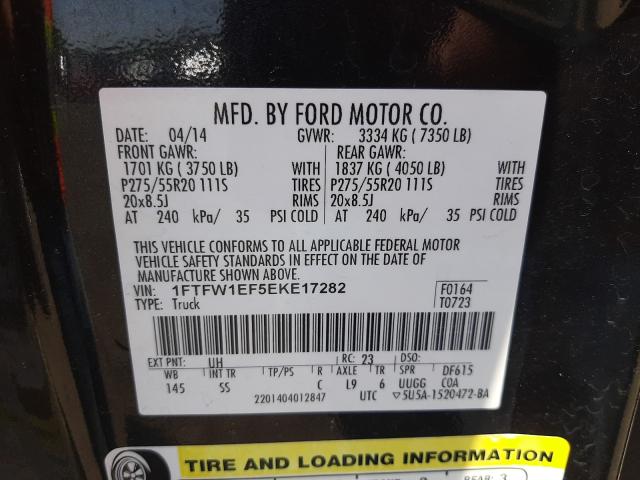 MFD. BY FORD MOTOR CO.
DATE: 04/14 GVWR: 3334 KG ( 7350 LB)
FRONT GAWR: REAR GAWR:
1701 KG ( 3750 LB) WITH 1837 KG ( 4050 LB) WITH
P275/55R20 111S TIRES P275/55R20 111S TIRES
20x8.5J RIMS 20x8.5J RIMS
AT 240 kPa/ 35 PSI COLD AT 240 kPa/ 35 PSI COLD
THIS VEHICLE CONFORMS TO ALL APPLICABLE FEDERAL MOTOR
VEHICLE SAFETY STANDARDS IN EFFECT ON THE DATE OF
MANUFACTURE SHOWN ABOVE.
VIN: 1FTFW1EF5EKE17282 F0164
TYPE: Truck T0723
EXT PNT: UH RC: 23 DSO:
WB INT TR TP/PS R AXLE TR SPR DF615
145 SS C L9 6 UUGG COA
2201404012847 UTC ▽5U5A-1520472-BA
TIRE AND LOADING INFORMATION
REAR: 3